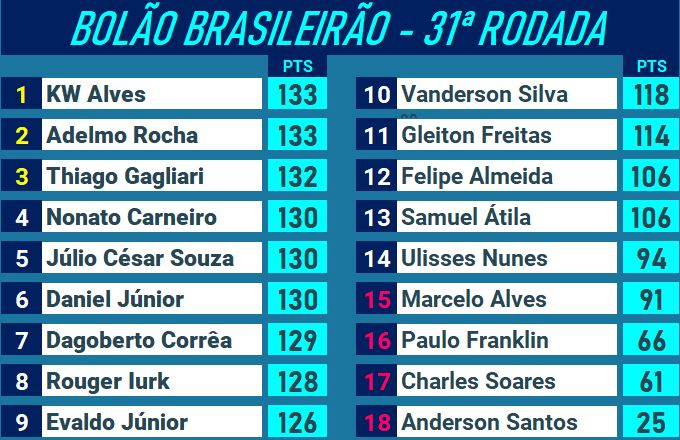 BOLÃO BRASILEIRÃO - 31ª RODADA
PTS
1 KW Alves 133
2 Adelmo Rocha 133
3 Thiago Gagliari 132
4 Nonato Carneiro 130
5 Júlio César Souza 130
6 Daniel Júnior 130
7 Dagoberto Corrêa 129
8 Rouger Iurk 128
9 Evaldo Júnior 126
PTS
10 Vanderson Silva 118
11 Gleiton Freitas 114
12 Felipe Almeida 106
13 Samuel Átila 106
14 Ulisses Nunes 94
15 Marcelo Alves 91
16 Paulo Franklin 66
17 Charles Soares 61
18 Anderson Santos 25